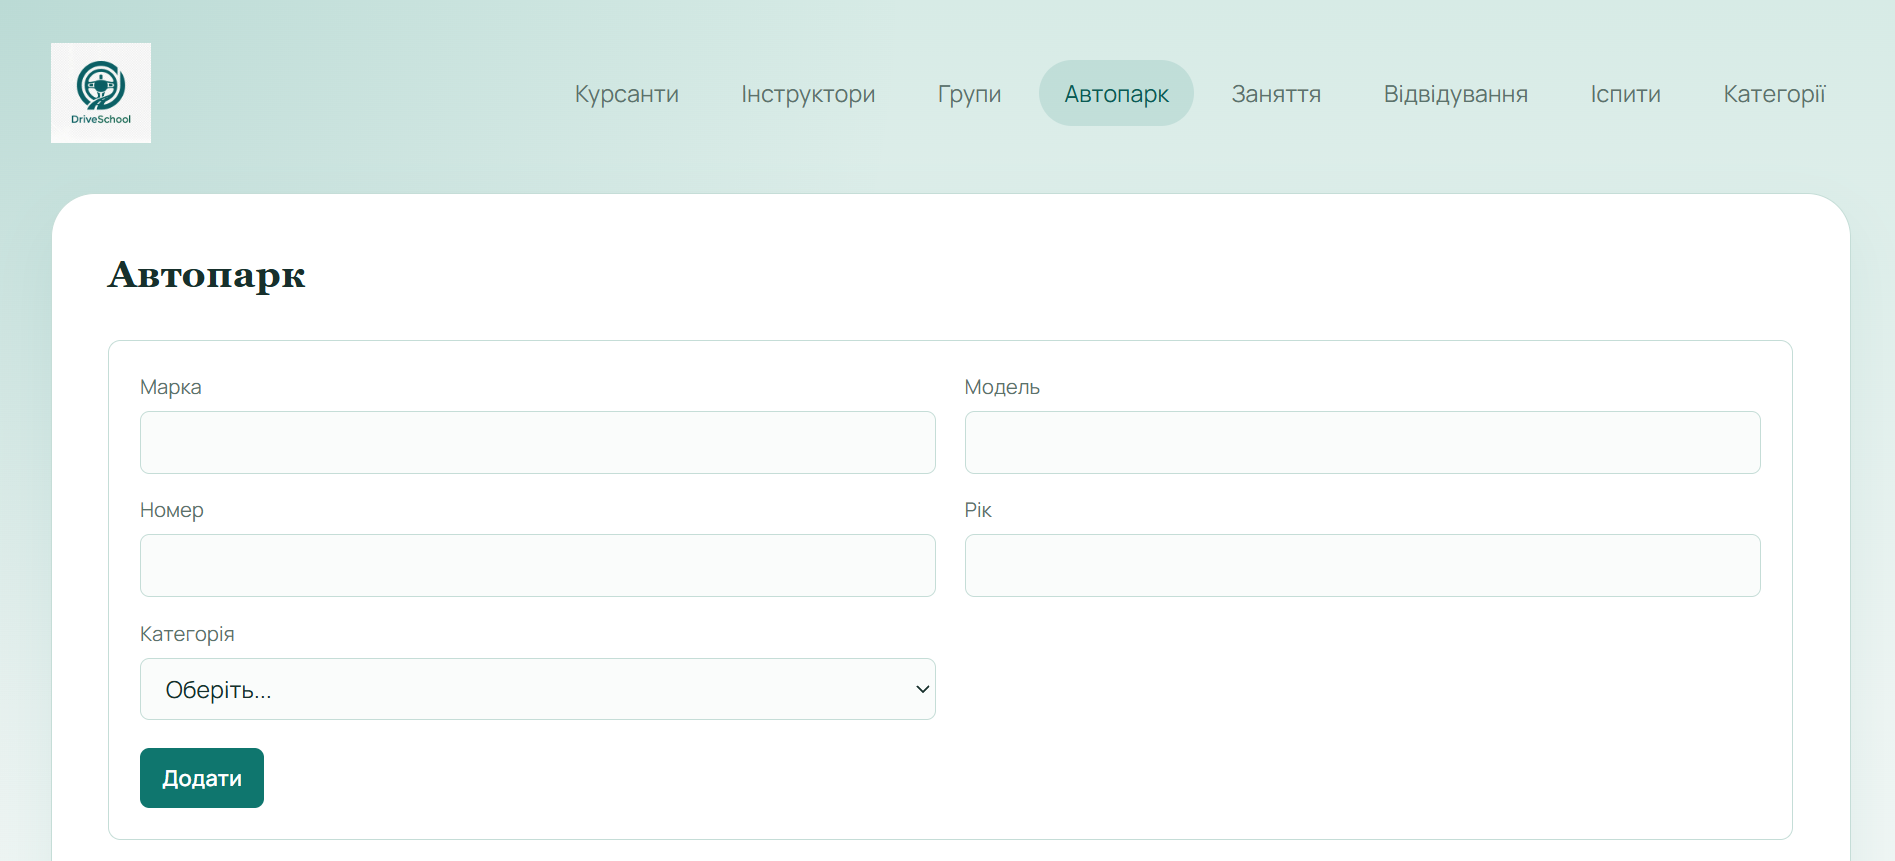 DriveSchool
Курсанти Інструктори Групи Автопарк Заняття Відвідування Іспити Категорії
Автопарк
Марка Модель
Номер Рік
Категорія
Оберіть...
Додати